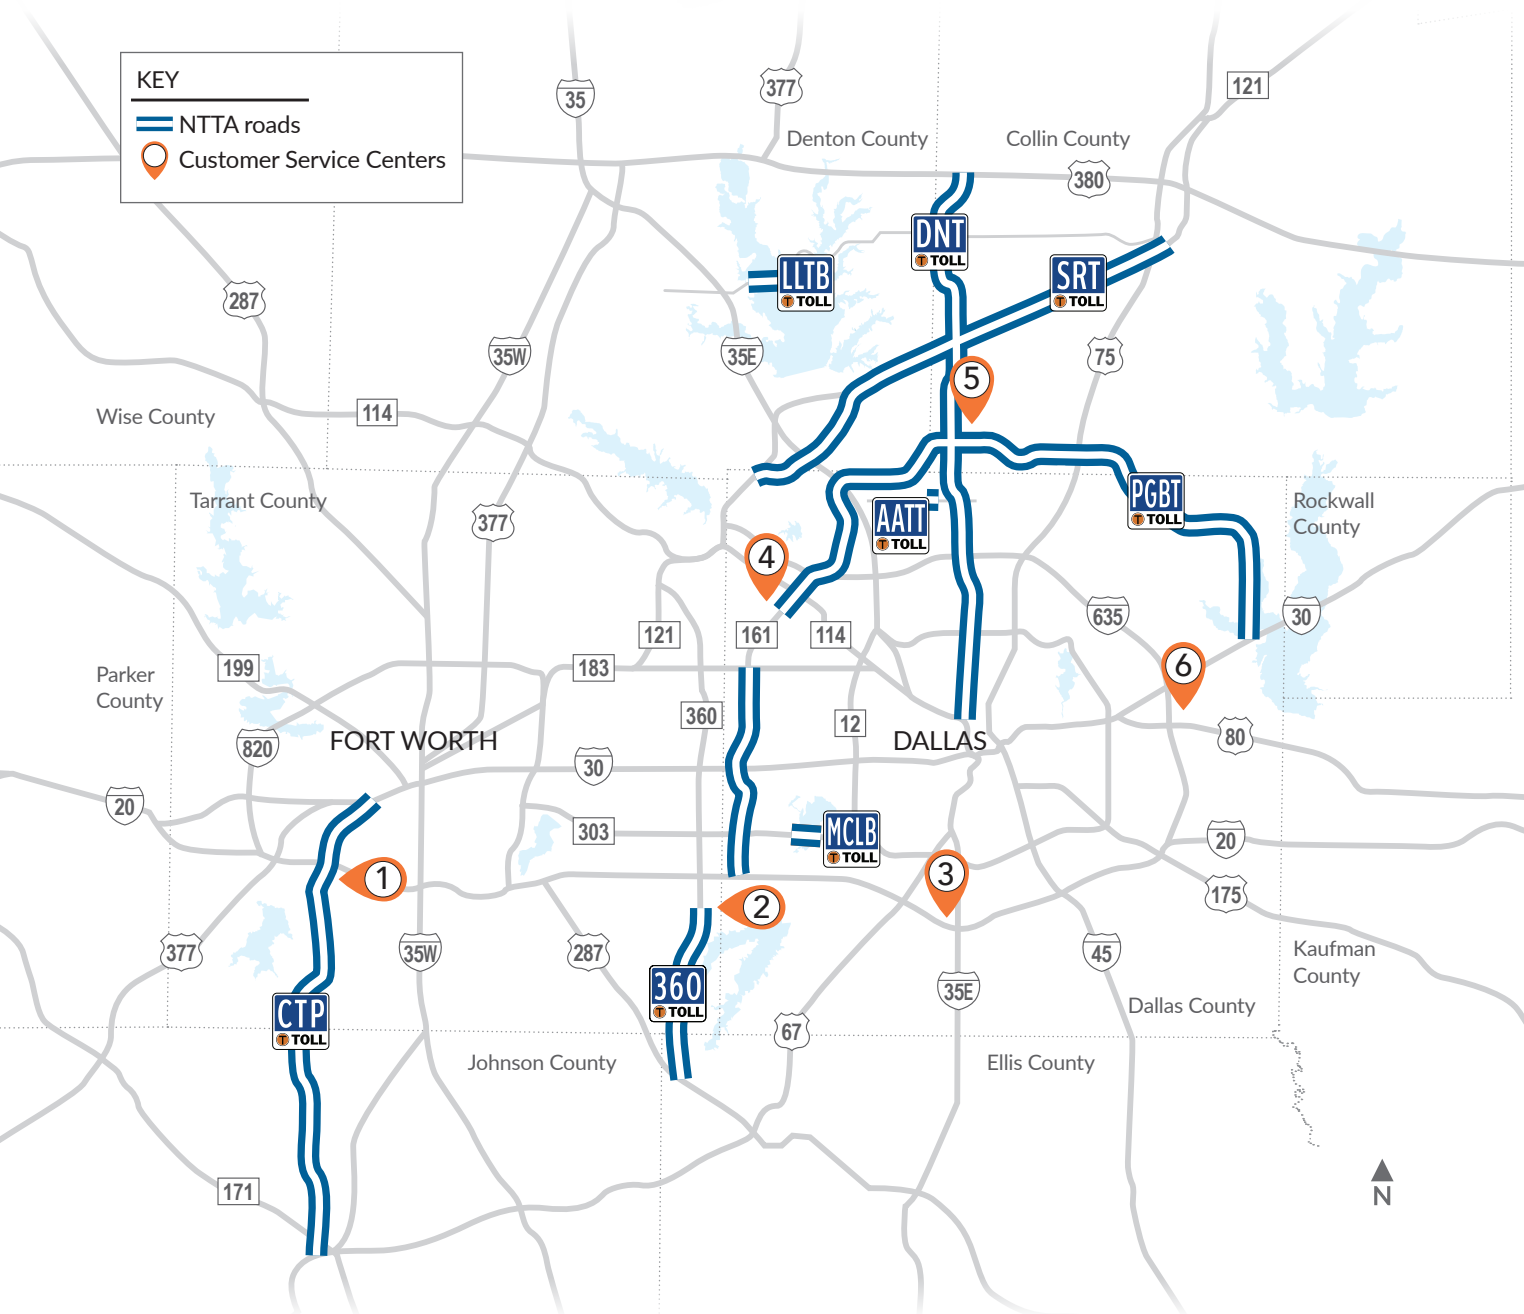 KEY
NTTA roads
Customer Service Centers
35
377
121
Denton County
Collin County
380
DNT
TOLL
LLTB
TOLL
SRT
TOLL
287
35W
35E
75
5
Wise County
114
Tarrant County
377
AATT
TOLL
PGBT
TOLL
Rockwall
County
4
121
161
114
635
30
199
183
6
Parker
County
360
12
820
FORT WORTH
DALLAS
80
30
20
303
MCLB
TOLL
20
1
2
3
175
377
35W
287
360
TOLL
35E
45
Kaufman
County
CTP
TOLL
67
Dallas County
Johnson County
Ellis County
171
N